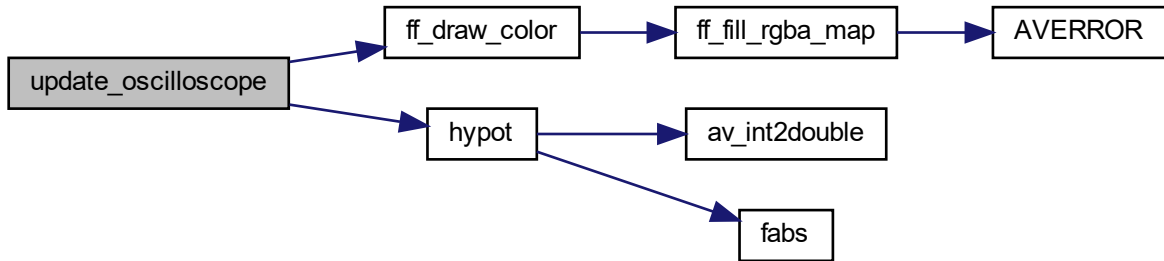 update_oscilloscope
ff_draw_color
ff_fill_rgba_map
AVERROR
hypot
av_int2double
fabs